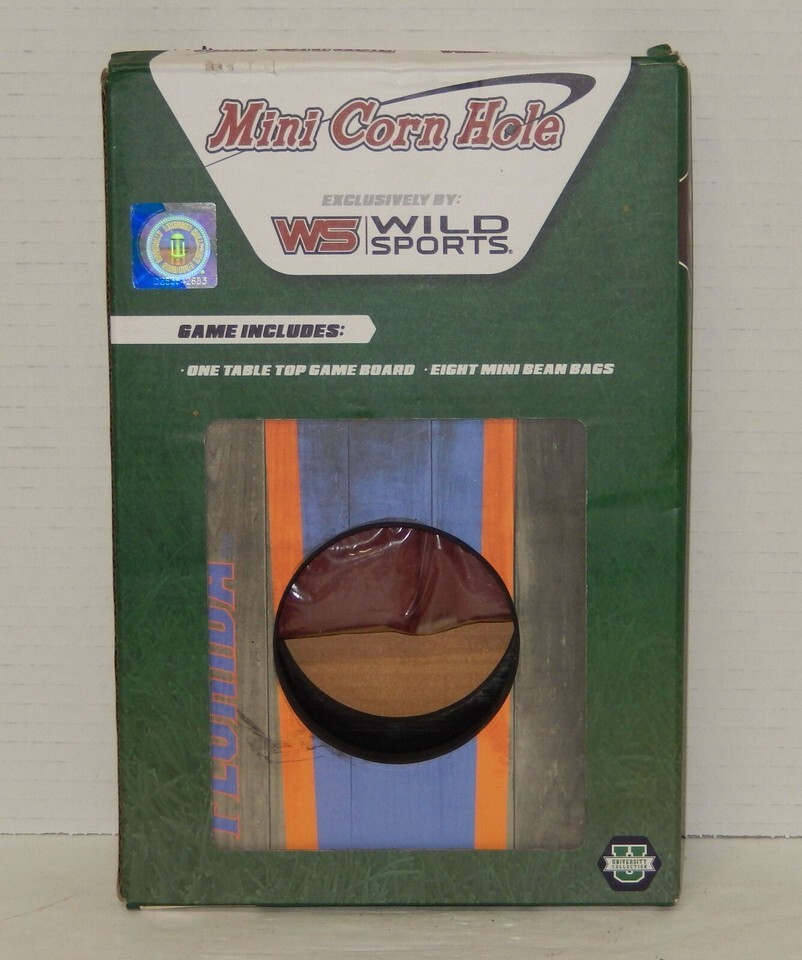 Mini Corn Hole
EXCLUSIVELY BY:
WS WILD SPORTS.
GAME INCLUDES:
· ONE TABLE TOP GAME BOARD · EIGHT MINI BEAN BAGS
FLORIDA
U
UNIVERSITY
COLLECTION